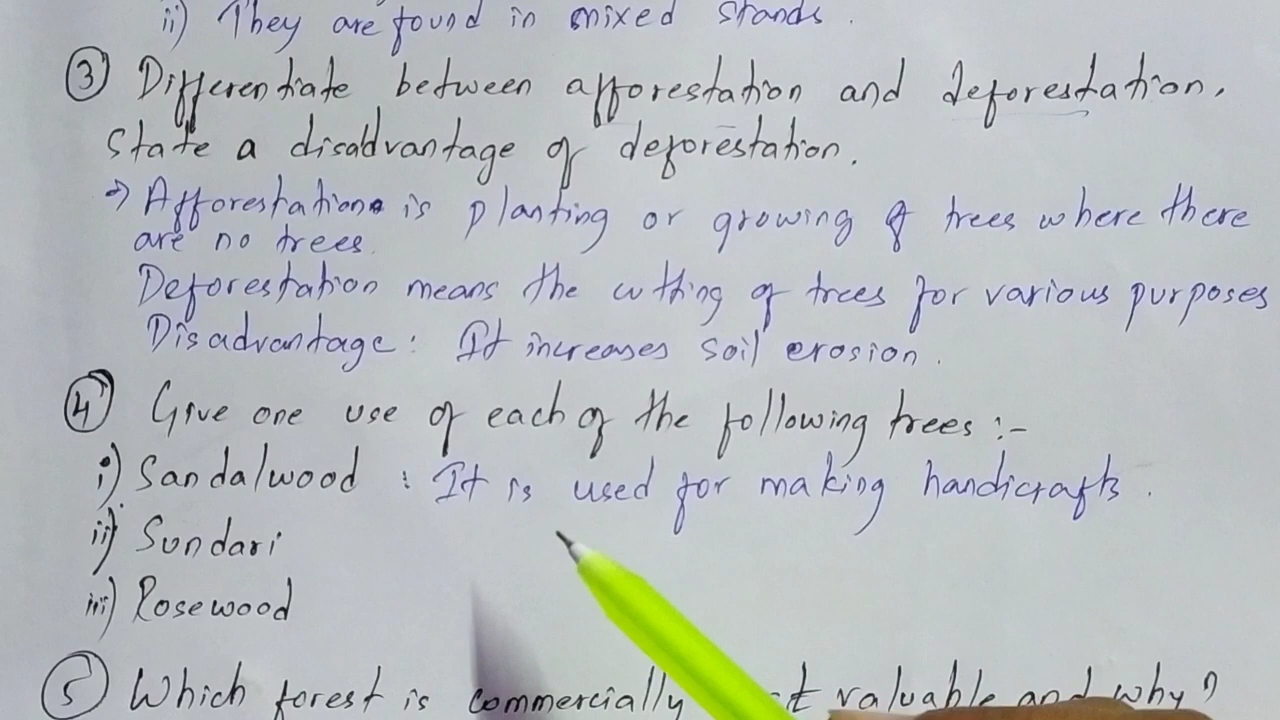 ii) They are found in mixed stands.
③ Differentiate between afforestation and deforestation.
State a disadvantage of deforestation.
→ Afforestation is planting or growing of trees where there
are no trees.
Deforestation means the cutting of trees for various purposes
Disadvantage: It increases soil erosion.
④ Give one use of each of the following trees :-
i) Sandalwood : It is used for making handicrafts.
ii) Sundari
iii) Rosewood
⑤ Which forest is commercially valuable and why?